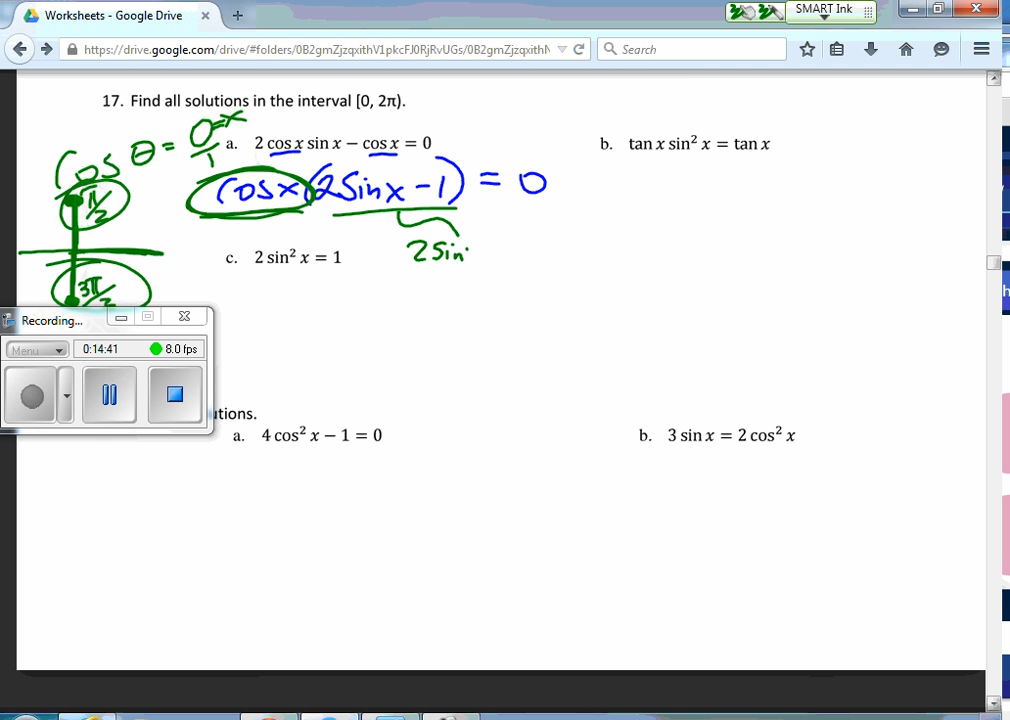 Worksheets - Google Drive
SMART Ink
https://drive.google.com/drive/#folders/0B2gmZjzqxithV1pkcFJ0RjRvUGs/0B2gmZjzqxithN
Search
17. Find all solutions in the interval [0, 2π).
a. 2 cos x sin x − cos x = 0
b. tan x sin² x = tan x
cos θ = 0/1 = x
π/2
3π/2
cosx(2sinx - 1) = 0
2sin
c. 2 sin² x = 1
Recording...
Menu
0:14:41
8.0 fps
utions.
a. 4 cos² x − 1 = 0
b. 3 sin x = 2 cos² x